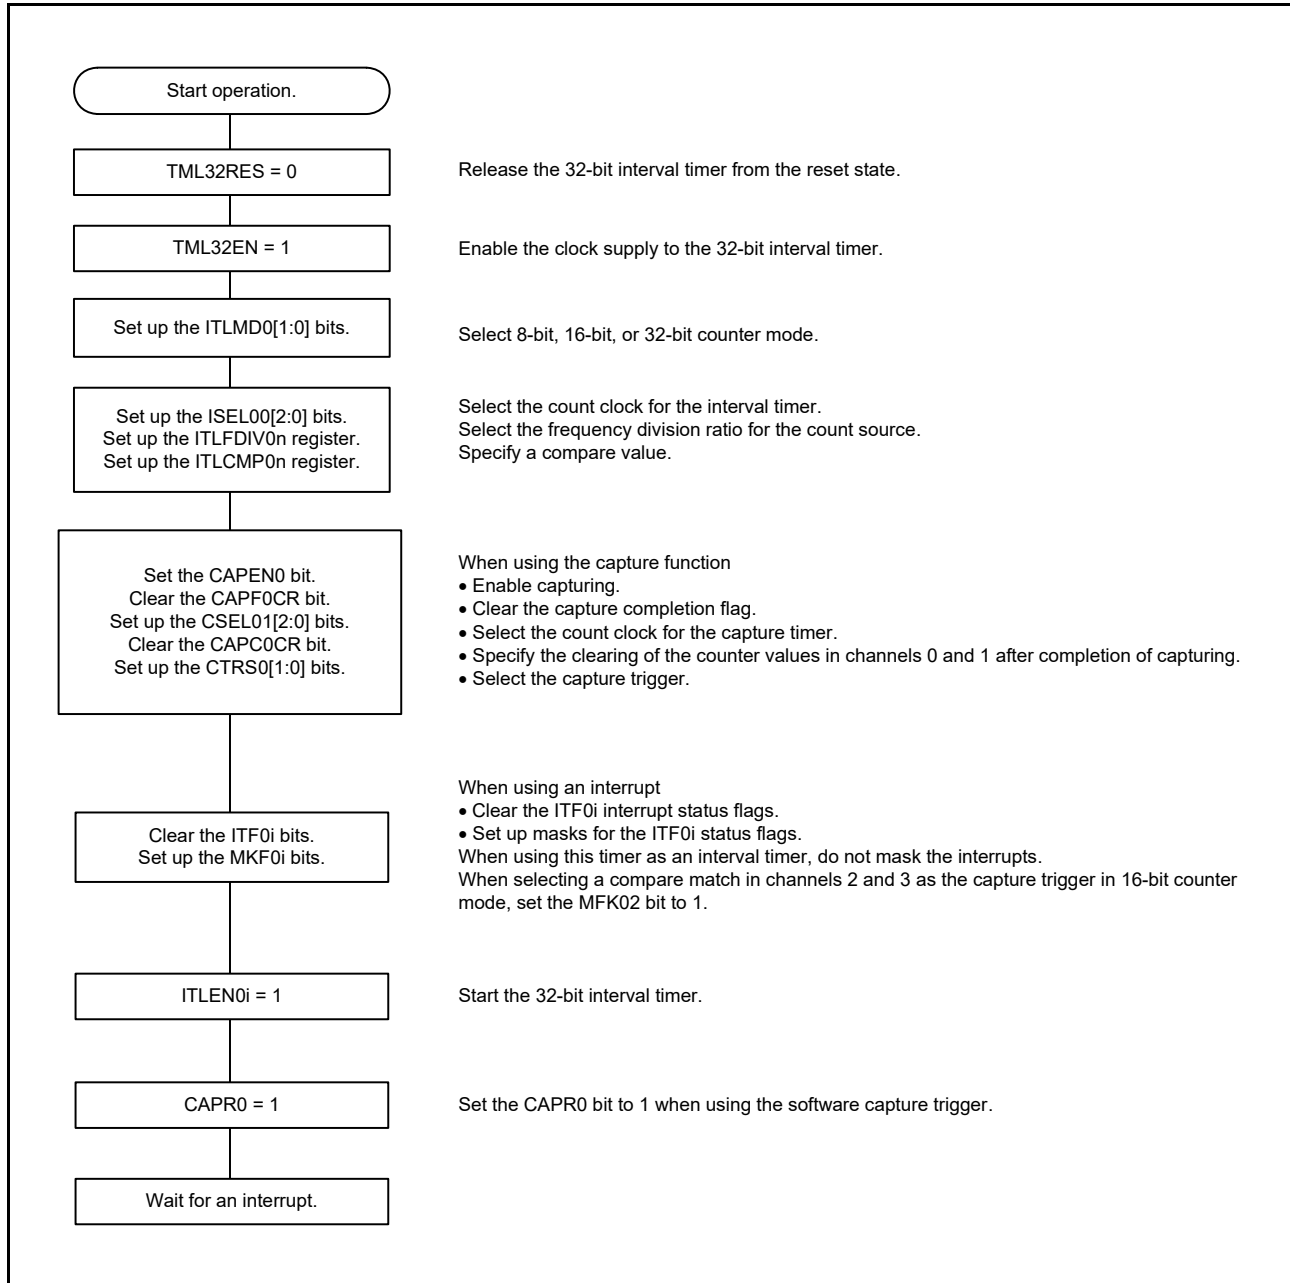 Start operation.
TML32RES = 0
Release the 32-bit interval timer from the reset state.
TML32EN = 1
Enable the clock supply to the 32-bit interval timer.
Set up the ITLMD0[1:0] bits.
Select 8-bit, 16-bit, or 32-bit counter mode.
Set up the ISEL00[2:0] bits.
Set up the ITLFDIV0n register.
Set up the ITLCMP0n register.
Select the count clock for the interval timer.
Select the frequency division ratio for the count source.
Specify a compare value.
Set the CAPEN0 bit.
Clear the CAPF0CR bit.
Set up the CSEL01[2:0] bits.
Clear the CAPC0CR bit.
Set up the CTRS0[1:0] bits.
When using the capture function
• Enable capturing.
• Clear the capture completion flag.
• Select the count clock for the capture timer.
• Specify the clearing of the counter values in channels 0 and 1 after completion of capturing.
• Select the capture trigger.
Clear the ITF0i bits.
Set up the MKF0i bits.
When using an interrupt
• Clear the ITF0i interrupt status flags.
• Set up masks for the ITF0i status flags.
When using this timer as an interval timer, do not mask the interrupts.
When selecting a compare match in channels 2 and 3 as the capture trigger in 16-bit counter
mode, set the MFK02 bit to 1.
ITLEN0i = 1
Start the 32-bit interval timer.
CAPR0 = 1
Set the CAPR0 bit to 1 when using the software capture trigger.
Wait for an interrupt.